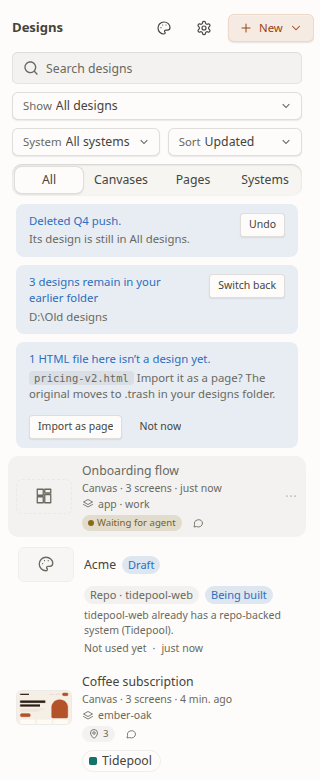 Designs
New
Search designs
Show All designs
System All systems
Sort Updated
All
Canvases
Pages
Systems
Deleted Q4 push.
Undo
Its design is still in All designs.
3 designs remain in your
earlier folder
Switch back
D:\Old designs
1 HTML file here isn’t a design yet.
pricing-v2.html Import it as a page? The
original moves to .trash in your designs folder.
Import as page
Not now
Onboarding flow
Canvas · 3 screens · just now
app · work
Waiting for agent
Acme Draft
Repo · tidepool-web Being built
tidepool-web already has a repo-backed
system (Tidepool).
Not used yet · just now
Coffee subscription
Canvas · 3 screens · 4 min. ago
ember-oak
3
Tidepool